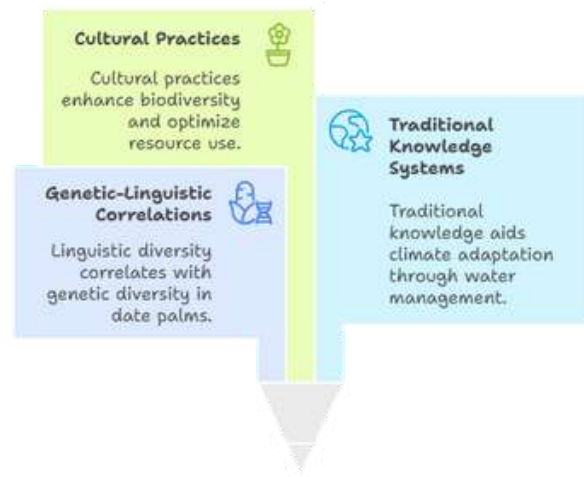 Cultural Practices
Cultural practices
enhance biodiversity
and optimize
resource use.
Genetic-Linguistic
Correlations
Linguistic diversity
correlates with
genetic diversity in
date palms.
Traditional
Knowledge
Systems
Traditional
knowledge aids
climate adaptation
through water
management.